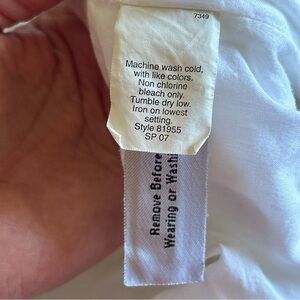 7349
Machine wash cold,
with like colors.
Non chlorine
bleach only.
Tumble dry low.
Iron on lowest
setting.
Style 81955
SP 07
Remove Before
Wearing or Washi